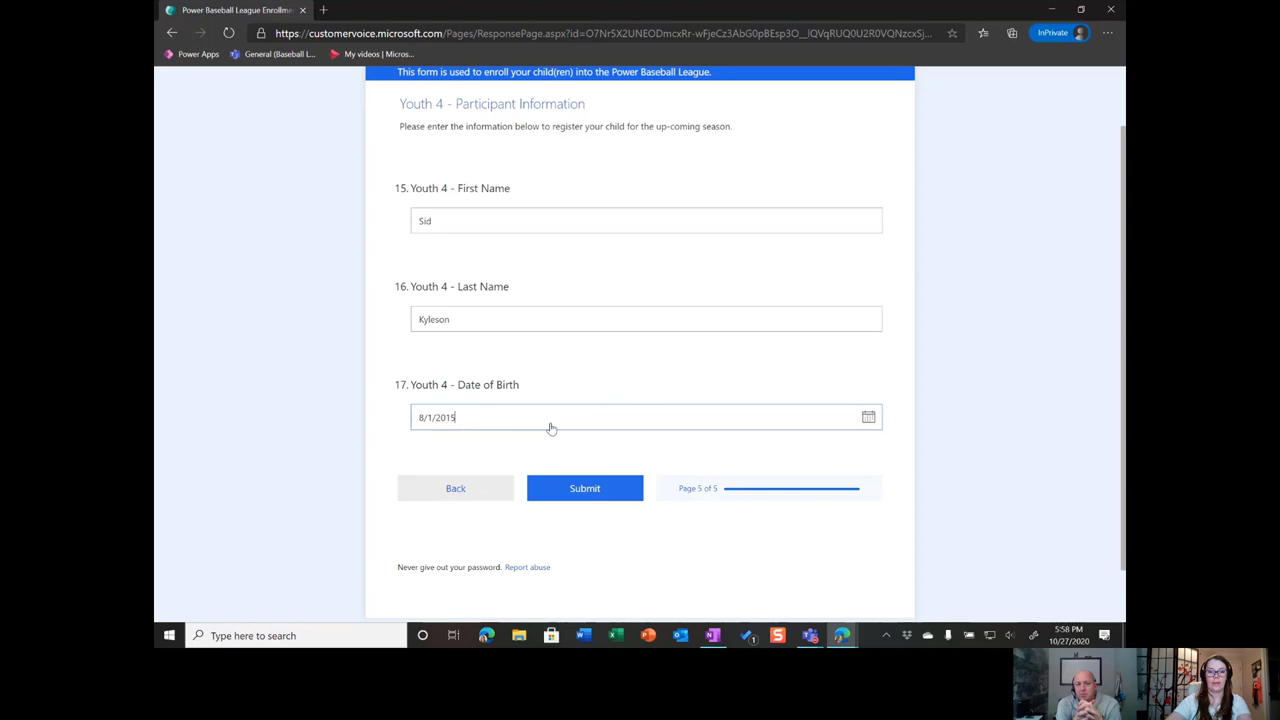 Power Baseball League Enrollme
https://customervoice.microsoft.com/Pages/ResponsePage.aspx?id=
InPrivate
Power Apps
General (Baseball L...
My videos | Micros...
This form is used to enroll your child(ren) into the Power Baseball League.
Youth 4 - Participant Information
Please enter the information below to register your child for the up-coming season.
15. Youth 4 - First Name
Sid
16. Youth 4 - Last Name
Kyleson
17. Youth 4 - Date of Birth
8/1/2015
Back
Submit
Page 5 of 5
Never give out your password. Report abuse
Type here to search
5:58 PM
10/27/2020